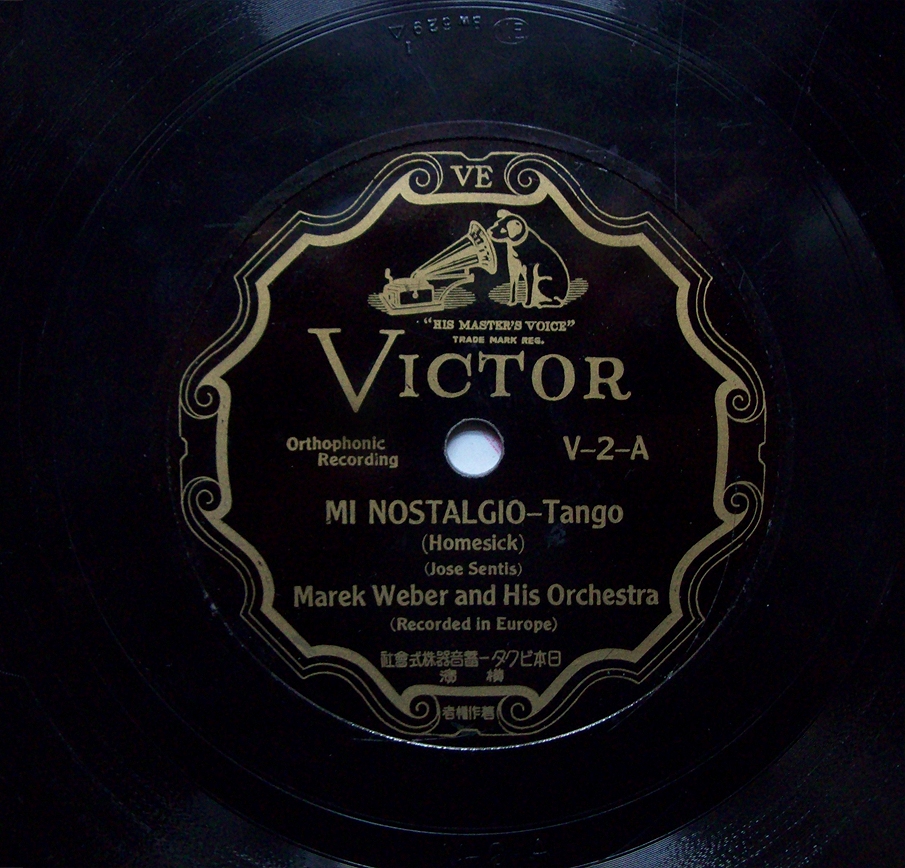 VE
"HIS MASTER'S VOICE"
TRADE MARK REG.
VICTOR
Orthophonic
Recording
V-2-A
MI NOSTALGIO-Tango
(Homesick)
(Jose Sentis)
Marek Weber and His Orchestra
(Recorded in Europe)
日本ビクター蓄音器株式會社
横濱
著作權者